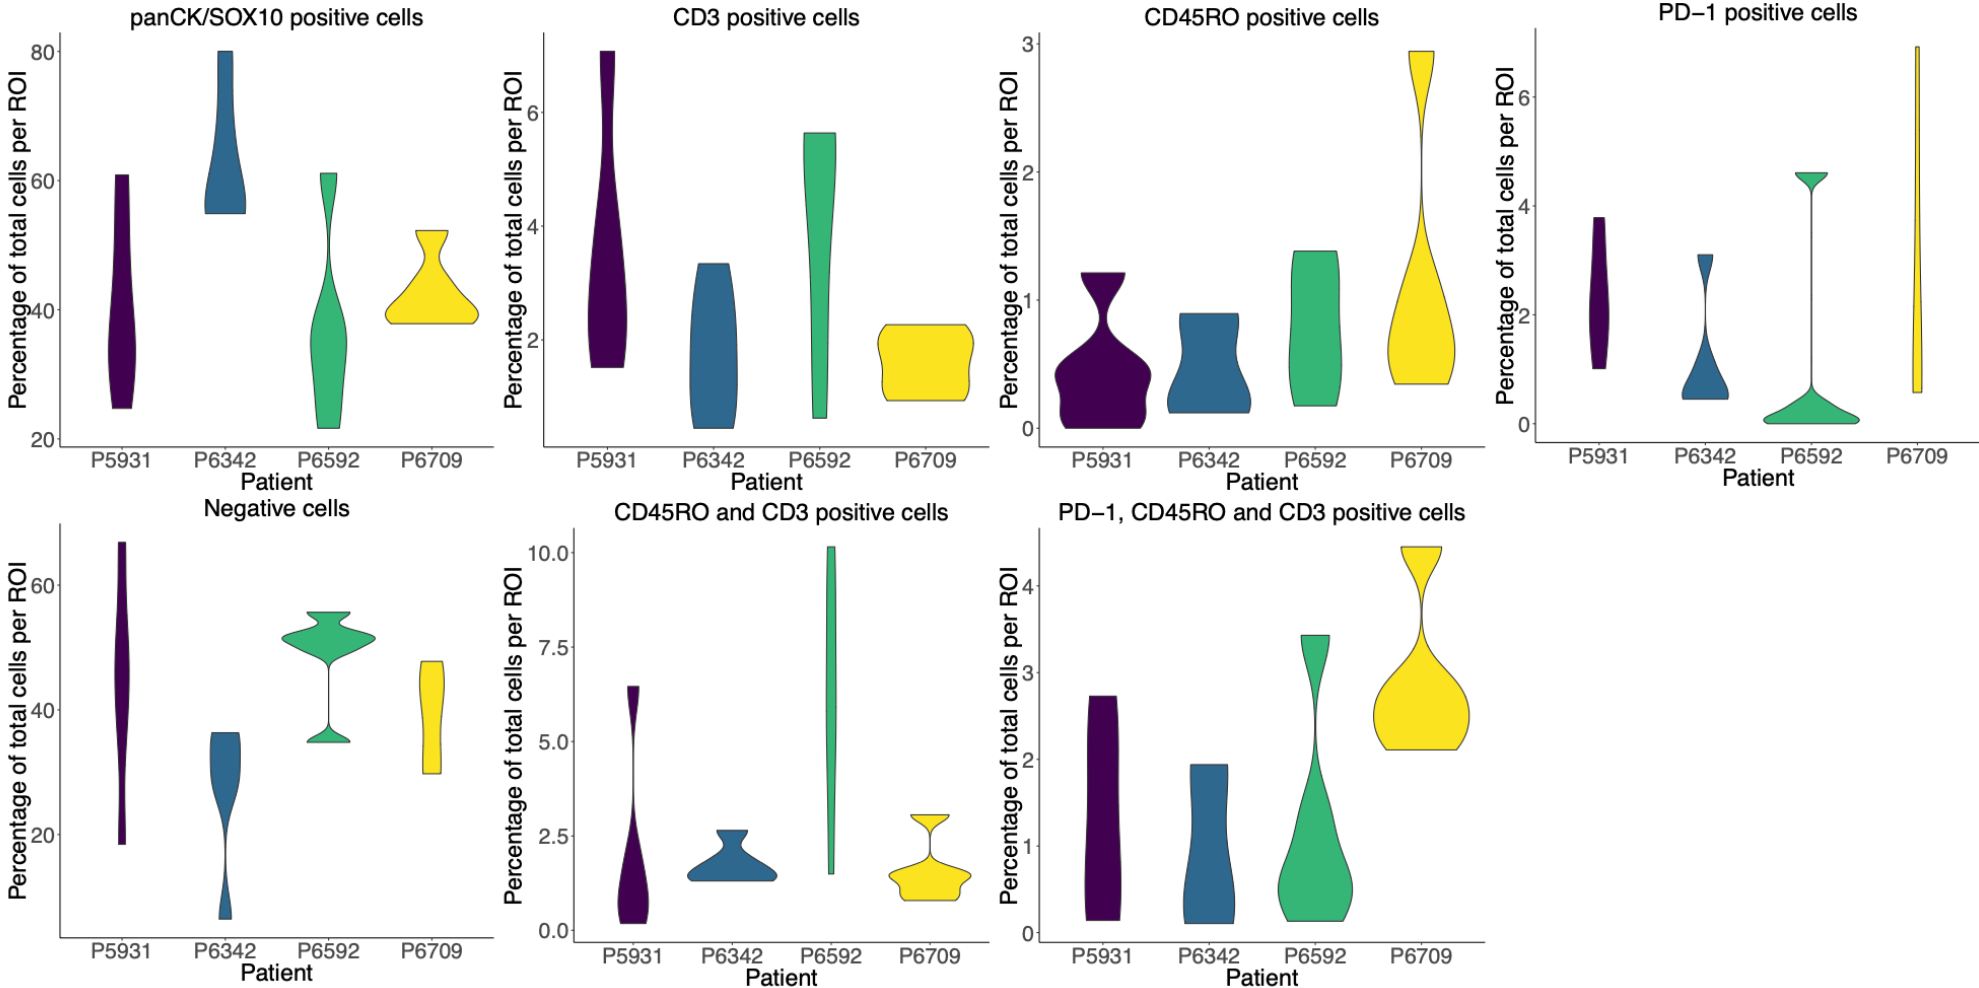 panCK/SOX10 positive cells
Percentage of total cells per ROI
80
60
40
20
P5931 P6342 P6592 P6709
Patient
CD3 positive cells
Percentage of total cells per ROI
6
4
2
P5931 P6342 P6592 P6709
Patient
CD45RO positive cells
Percentage of total cells per ROI
3
2
1
0
P5931 P6342 P6592 P6709
Patient
PD−1 positive cells
Percentage of total cells per ROI
6
4
2
0
P5931 P6342 P6592 P6709
Patient
Negative cells
Percentage of total cells per ROI
60
40
20
P5931 P6342 P6592 P6709
Patient
CD45RO and CD3 positive cells
Percentage of total cells per ROI
10.0
7.5
5.0
2.5
0.0
P5931 P6342 P6592 P6709
Patient
PD−1, CD45RO and CD3 positive cells
Percentage of total cells per ROI
4
3
2
1
0
P5931 P6342 P6592 P6709
Patient